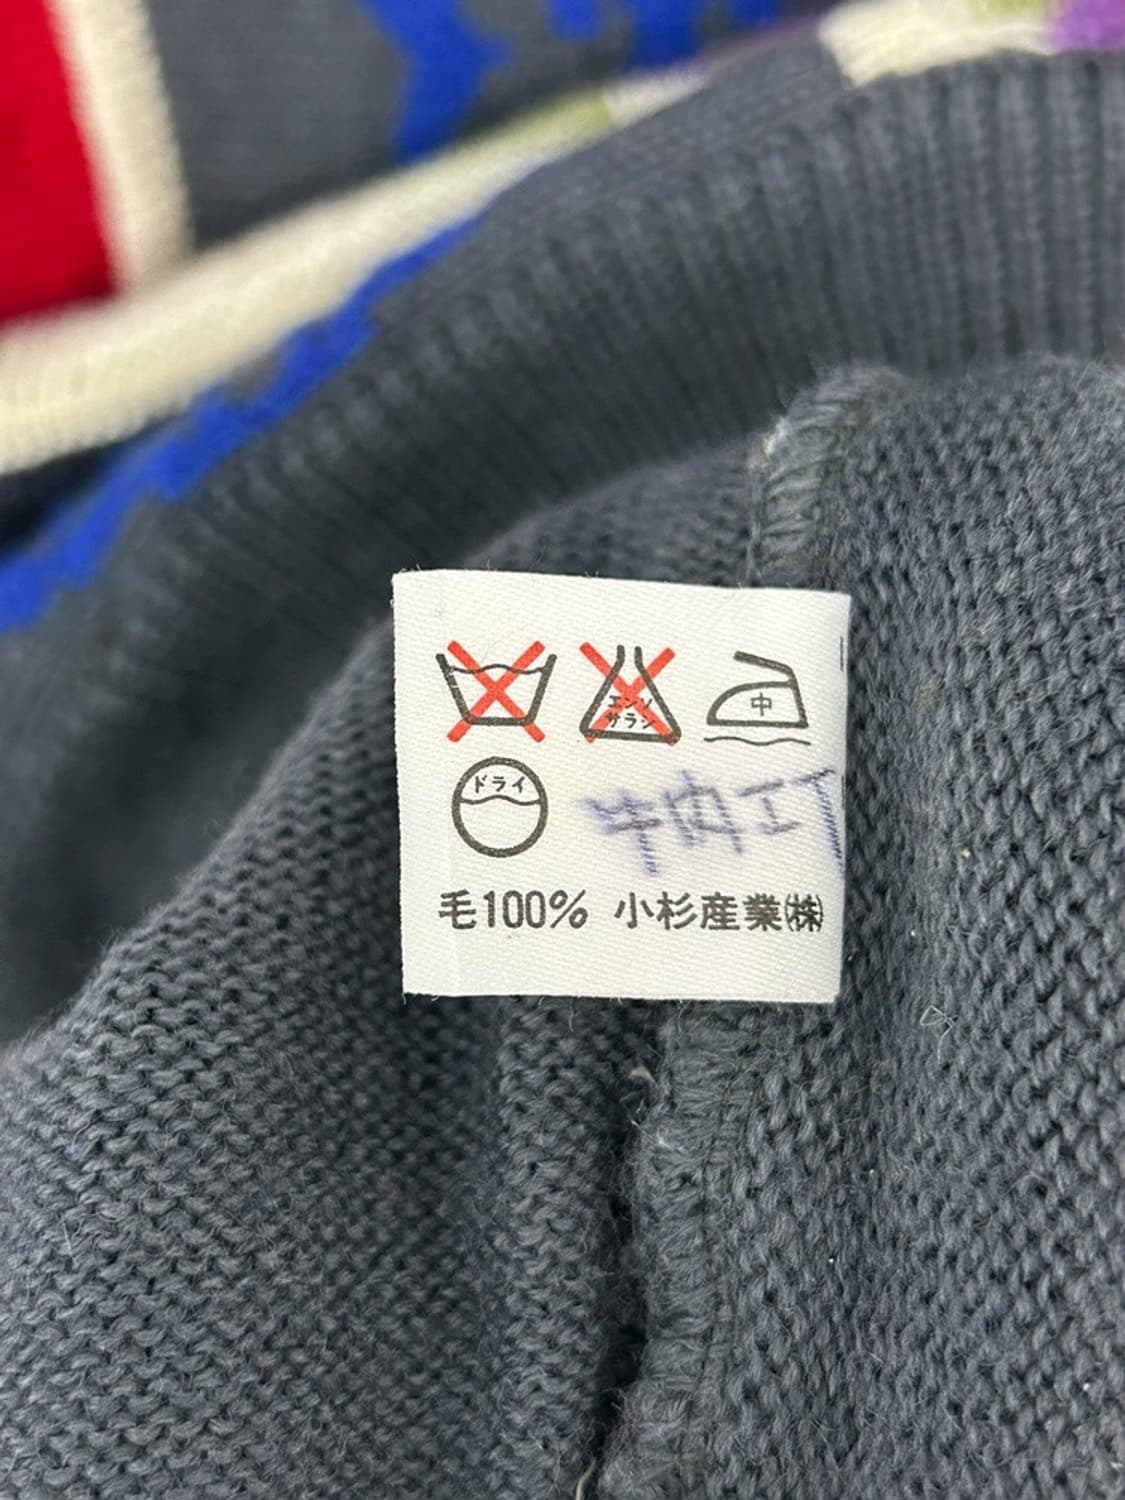 エンソ
サラシ
中
ドライ
毛100% 小杉産業㈱